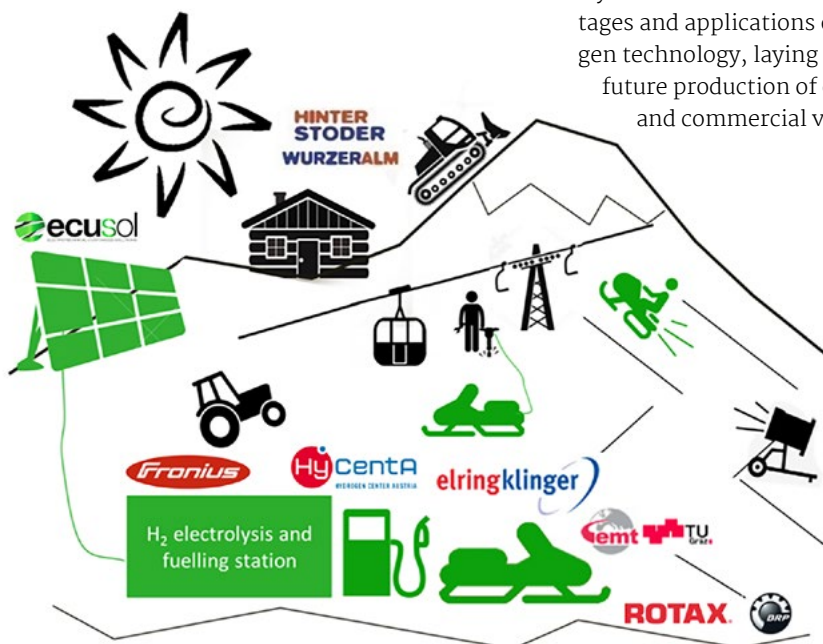 tages and applications
gen technology, laying
future production of
and commercial
HINTER
STODER
WURZERALM
ecusol
Fronius
HyCentA
HYDROGEN CENTER AUSTRIA
elringklinger
H₂ electrolysis and
fuelling station
emt
TU
Graz
ROTAX
BRP